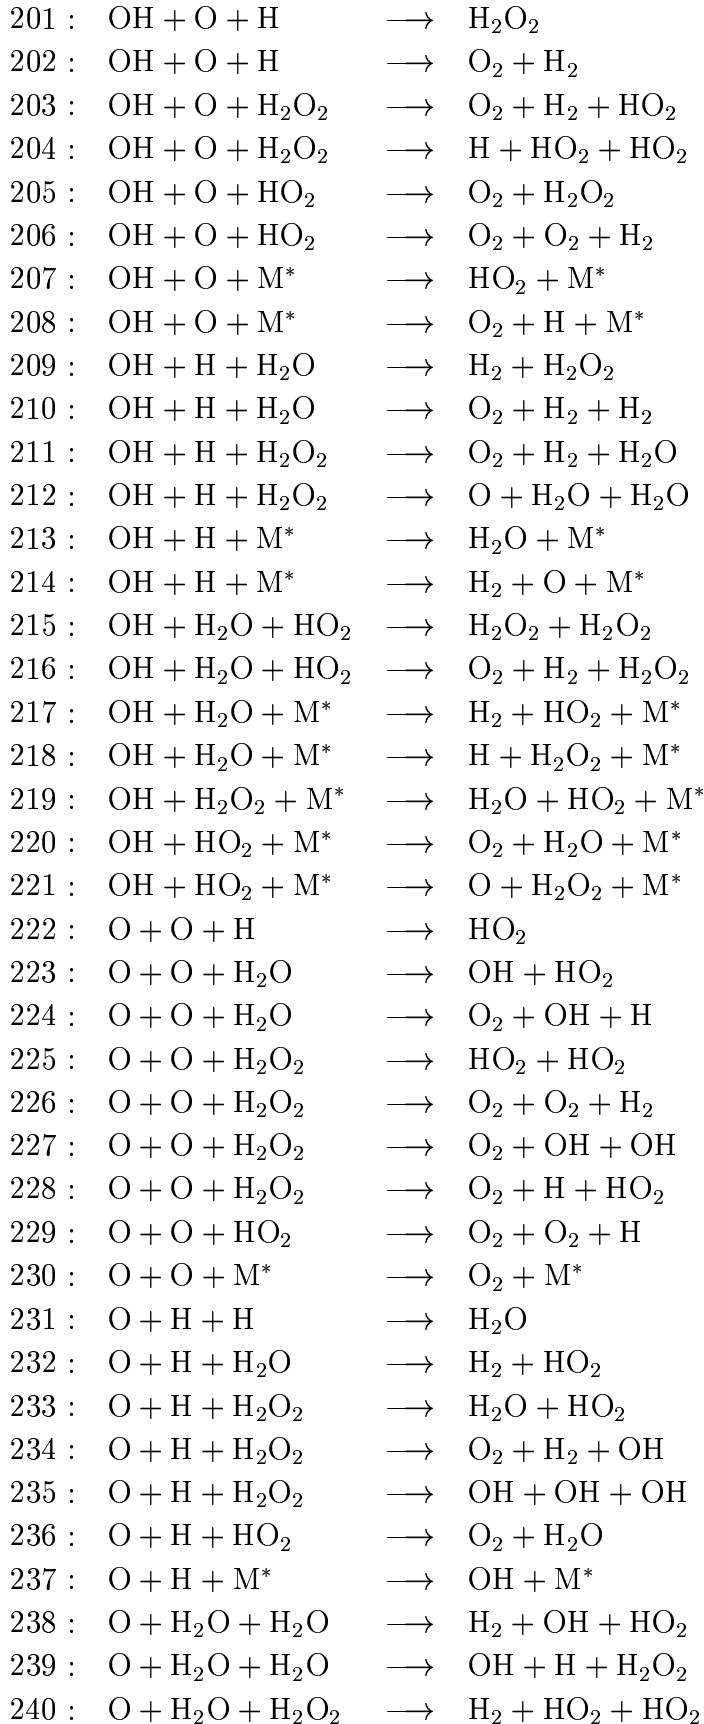 201 : OH + O + H ⟶ H₂O₂
202 : OH + O + H ⟶ O₂ + H₂
203 : OH + O + H₂O₂ ⟶ O₂ + H₂ + HO₂
204 : OH + O + H₂O₂ ⟶ H + HO₂ + HO₂
205 : OH + O + HO₂ ⟶ O₂ + H₂O₂
206 : OH + O + HO₂ ⟶ O₂ + O₂ + H₂
207 : OH + O + M* ⟶ HO₂ + M*
208 : OH + O + M* ⟶ O₂ + H + M*
209 : OH + H + H₂O ⟶ H₂ + H₂O₂
210 : OH + H + H₂O ⟶ O₂ + H₂ + H₂
211 : OH + H + H₂O₂ ⟶ O₂ + H₂ + H₂O
212 : OH + H + H₂O₂ ⟶ O + H₂O + H₂O
213 : OH + H + M* ⟶ H₂O + M*
214 : OH + H + M* ⟶ H₂ + O + M*
215 : OH + H₂O + HO₂ ⟶ H₂O₂ + H₂O₂
216 : OH + H₂O + HO₂ ⟶ O₂ + H₂ + H₂O₂
217 : OH + H₂O + M* ⟶ H₂ + HO₂ + M*
218 : OH + H₂O + M* ⟶ H + H₂O₂ + M*
219 : OH + H₂O₂ + M* ⟶ H₂O + HO₂ + M*
220 : OH + HO₂ + M* ⟶ O₂ + H₂O + M*
221 : OH + HO₂ + M* ⟶ O + H₂O₂ + M*
222 : O + O + H ⟶ HO₂
223 : O + O + H₂O ⟶ OH + HO₂
224 : O + O + H₂O ⟶ O₂ + OH + H
225 : O + O + H₂O₂ ⟶ HO₂ + HO₂
226 : O + O + H₂O₂ ⟶ O₂ + O₂ + H₂
227 : O + O + H₂O₂ ⟶ O₂ + OH + OH
228 : O + O + H₂O₂ ⟶ O₂ + H + HO₂
229 : O + O + HO₂ ⟶ O₂ + O₂ + H
230 : O + O + M* ⟶ O₂ + M*
231 : O + H + H ⟶ H₂O
232 : O + H + H₂O ⟶ H₂ + HO₂
233 : O + H + H₂O₂ ⟶ H₂O + HO₂
234 : O + H + H₂O₂ ⟶ O₂ + H₂ + OH
235 : O + H + H₂O₂ ⟶ OH + OH + OH
236 : O + H + HO₂ ⟶ O₂ + H₂O
237 : O + H + M* ⟶ OH + M*
238 : O + H₂O + H₂O ⟶ H₂ + OH + HO₂
239 : O + H₂O + H₂O ⟶ OH + H + H₂O₂
240 : O + H₂O + H₂O₂ ⟶ H₂ + HO₂ + HO₂